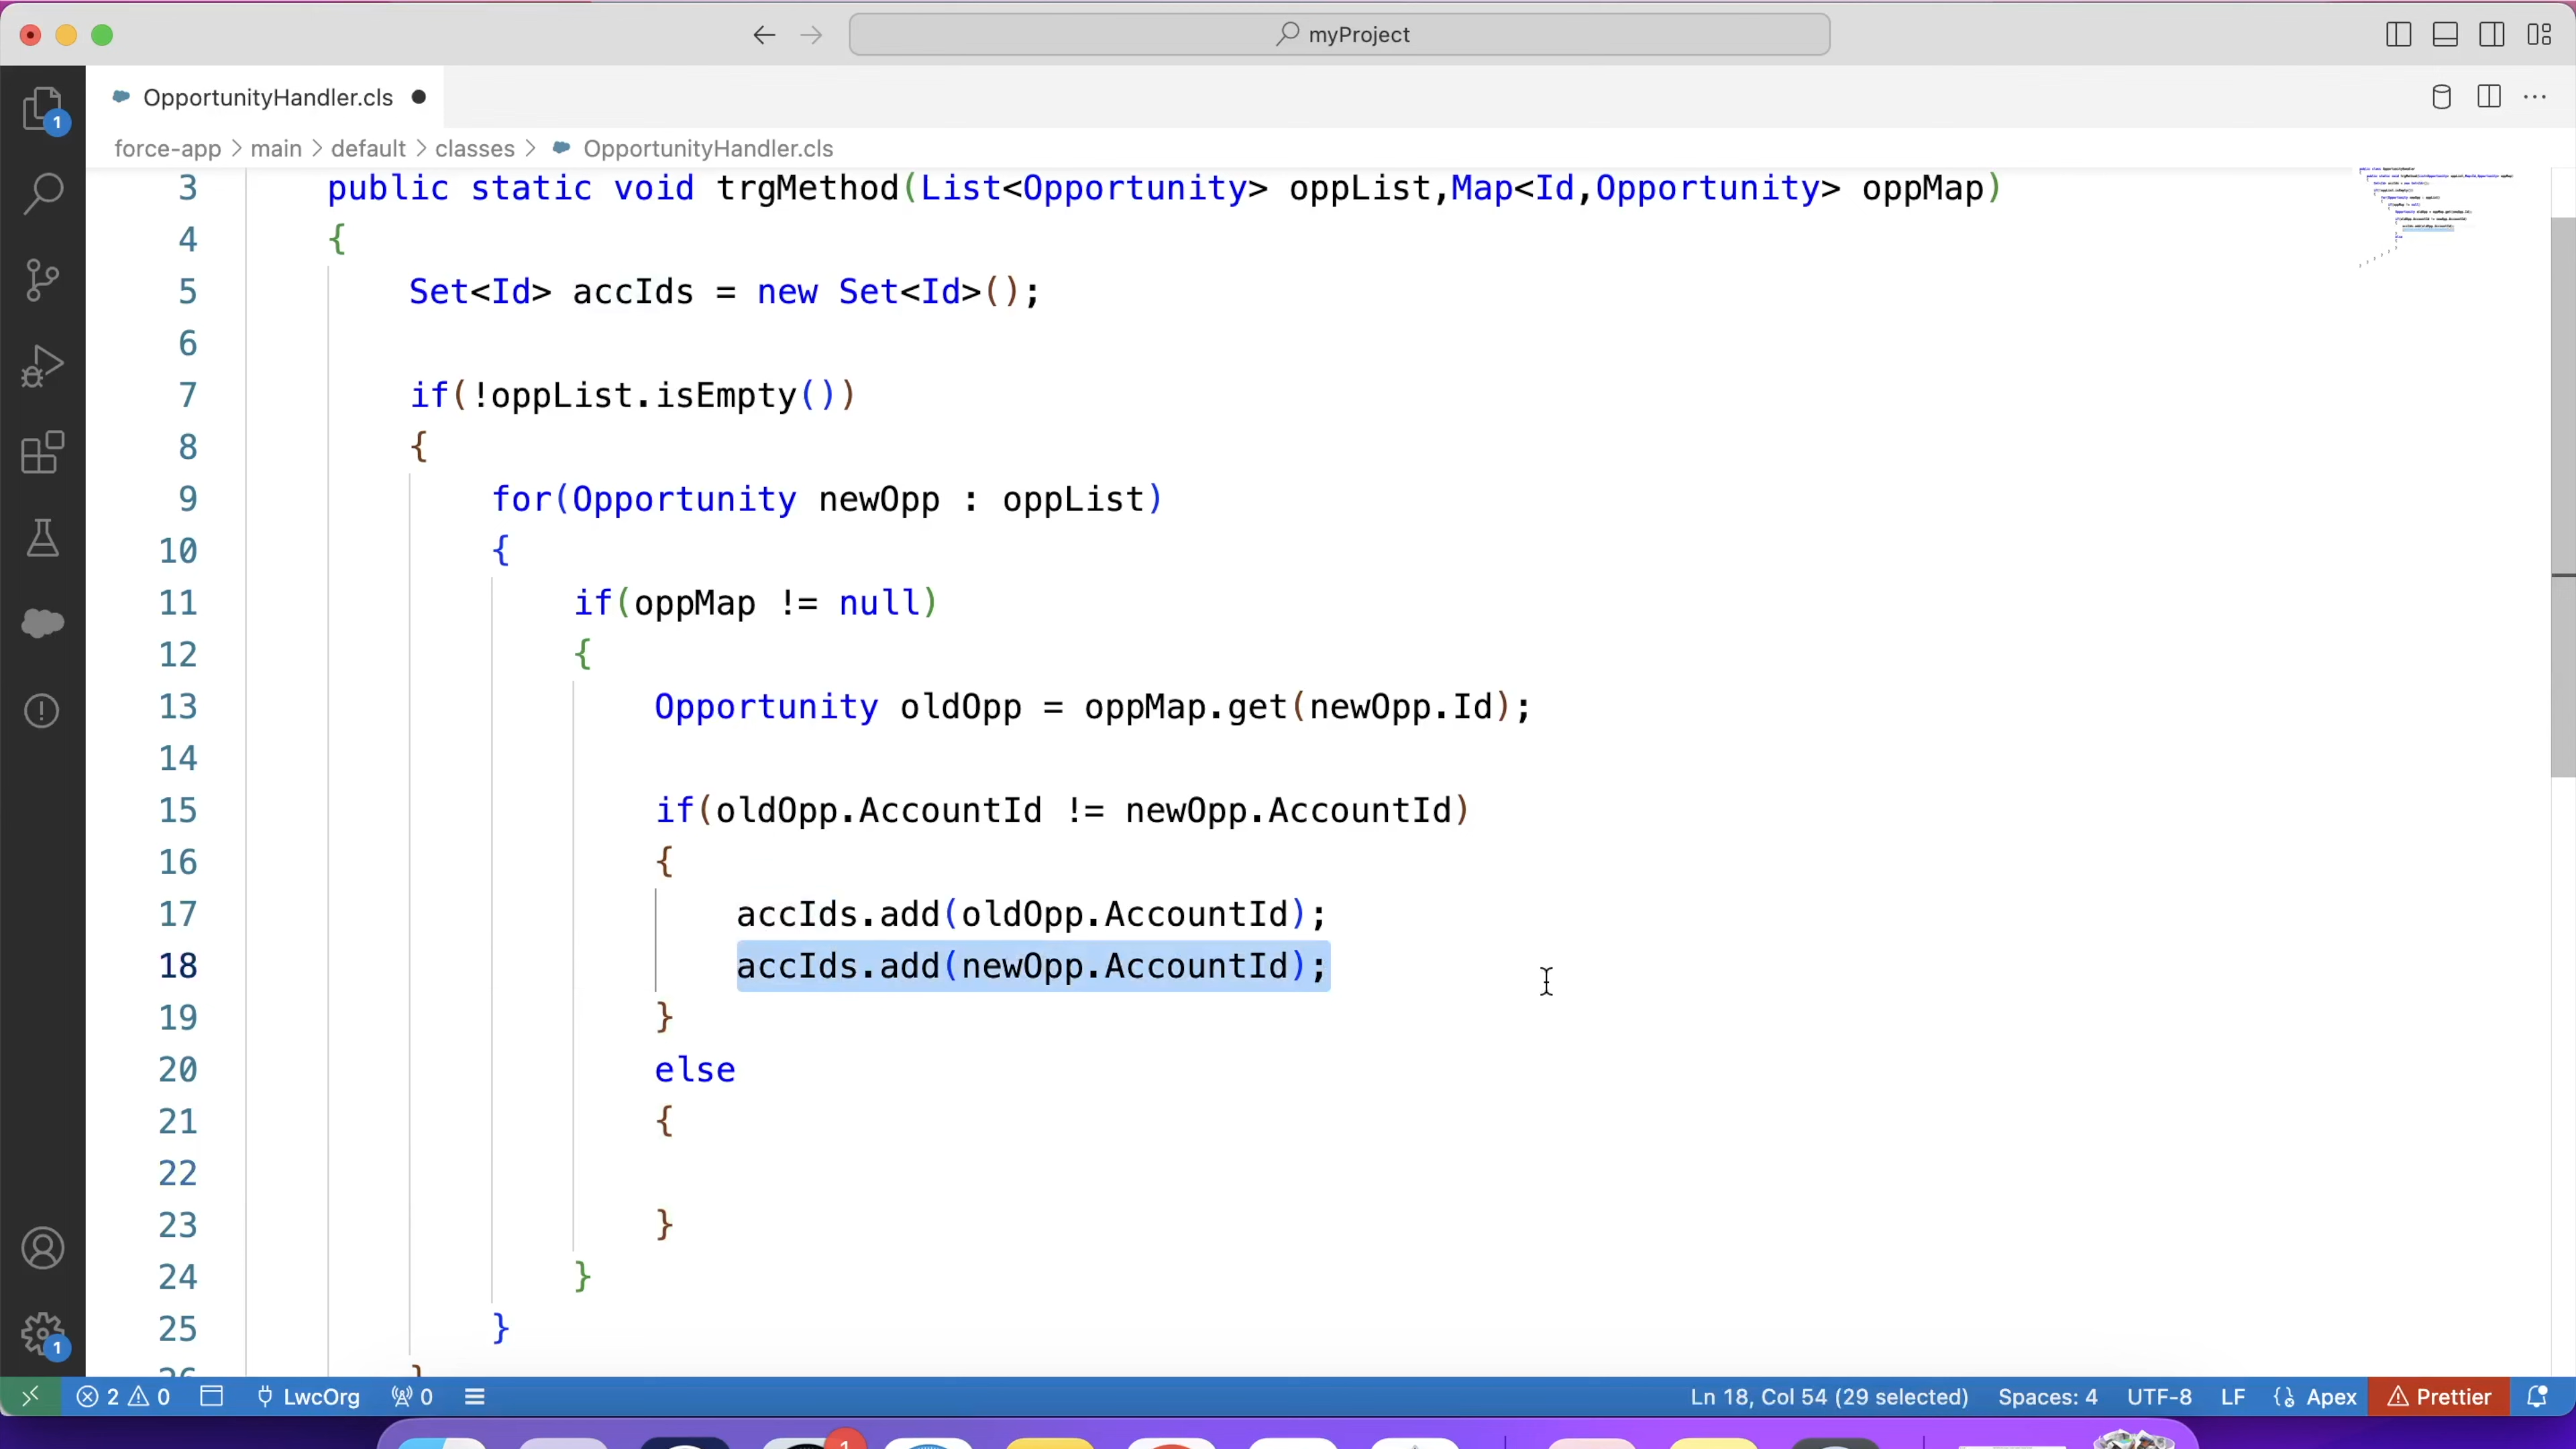 myProject
OpportunityHandler.cls
force-app > main > default > classes > OpportunityHandler.cls
3 public static void trgMethod(List<Opportunity> oppList,Map<Id,Opportunity> oppMap)
4 {
5 Set<Id> accIds = new Set<Id>();
6
7 if(!oppList.isEmpty())
8 {
9 for(Opportunity newOpp : oppList)
10 {
11 if(oppMap != null)
12 {
13 Opportunity oldOpp = oppMap.get(newOpp.Id);
14
15 if(oldOpp.AccountId != newOpp.AccountId)
16 {
17 accIds.add(oldOpp.AccountId);
18 accIds.add(newOpp.AccountId);
19 }
20 else
21 {
22
23 }
24 }
25 }
26 }
1
1
2 0 LwcOrg 0 Ln 18, Col 54 (29 selected) Spaces: 4 UTF-8 LF Apex Prettier
1